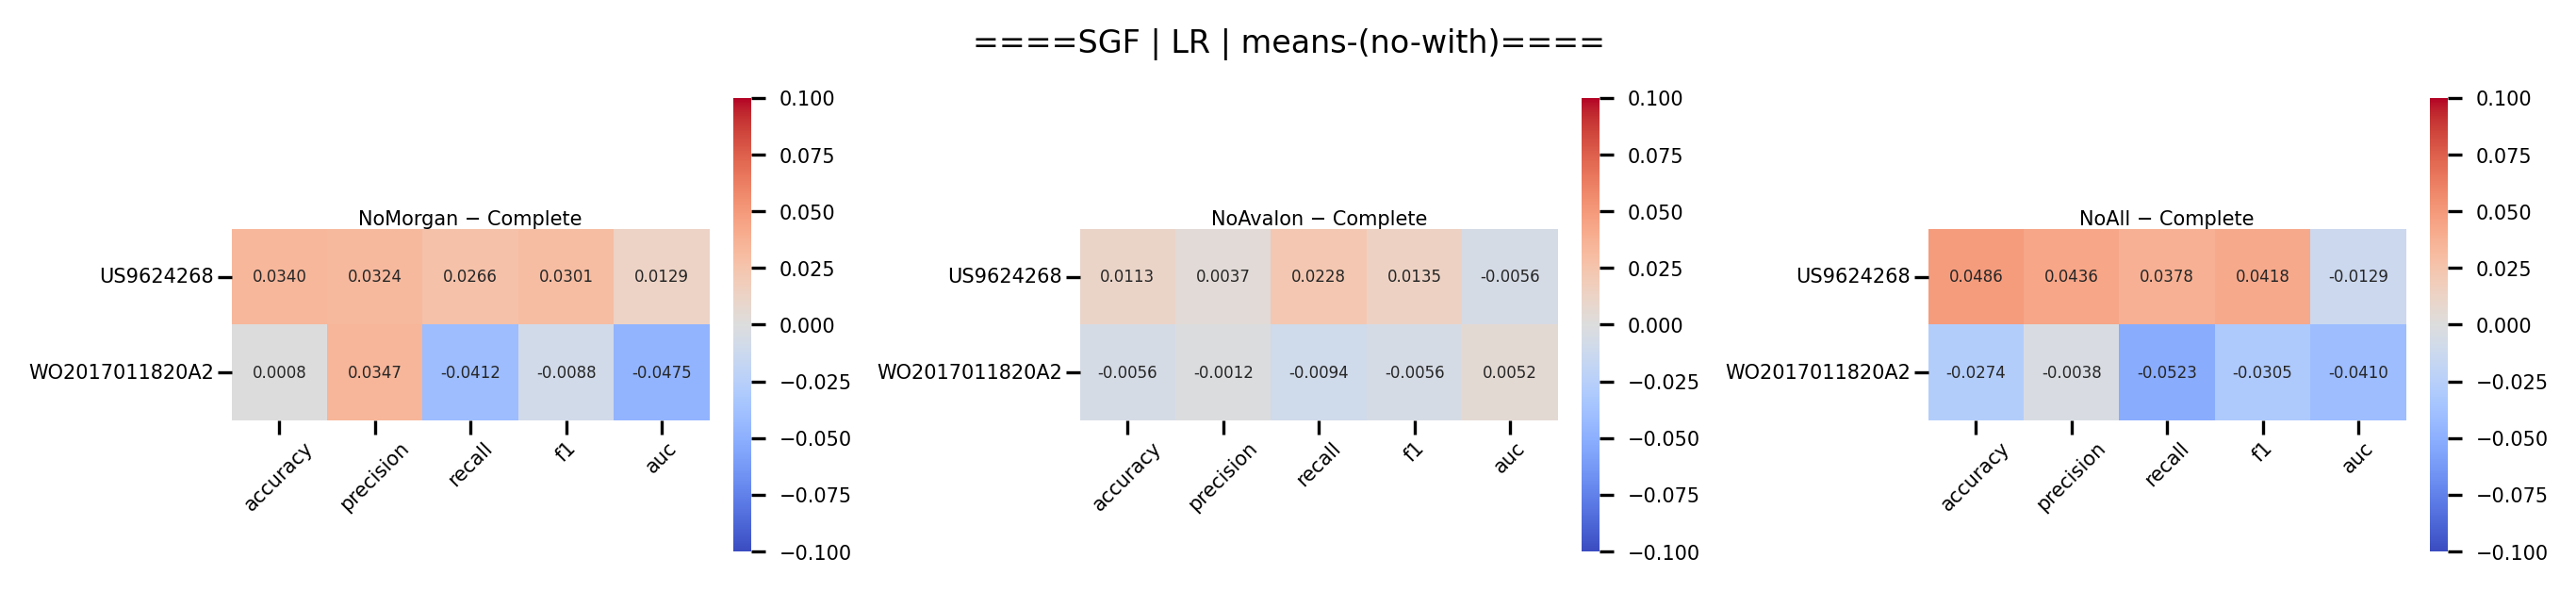 ====SGF | LR | means-(no-with)====
NoMorgan − Complete
US9624268
0.0340 0.0324 0.0266 0.0301 0.0129
WO2017011820A2
0.0008 0.0347 -0.0412 -0.0088 -0.0475
accuracy precision recall f1 auc
0.100
0.075
0.050
0.025
0.000
−0.025
−0.050
−0.075
−0.100
NoAvalon − Complete
US9624268
0.0113 0.0037 0.0228 0.0135 -0.0056
WO2017011820A2
-0.0056 -0.0012 -0.0094 -0.0056 0.0052
accuracy precision recall f1 auc
0.100
0.075
0.050
0.025
0.000
−0.025
−0.050
−0.075
−0.100
NoAll − Complete
US9624268
0.0486 0.0436 0.0378 0.0418 -0.0129
WO2017011820A2
-0.0274 -0.0038 -0.0523 -0.0305 -0.0410
accuracy precision recall f1 auc
0.100
0.075
0.050
0.025
0.000
−0.025
−0.050
−0.075
−0.100